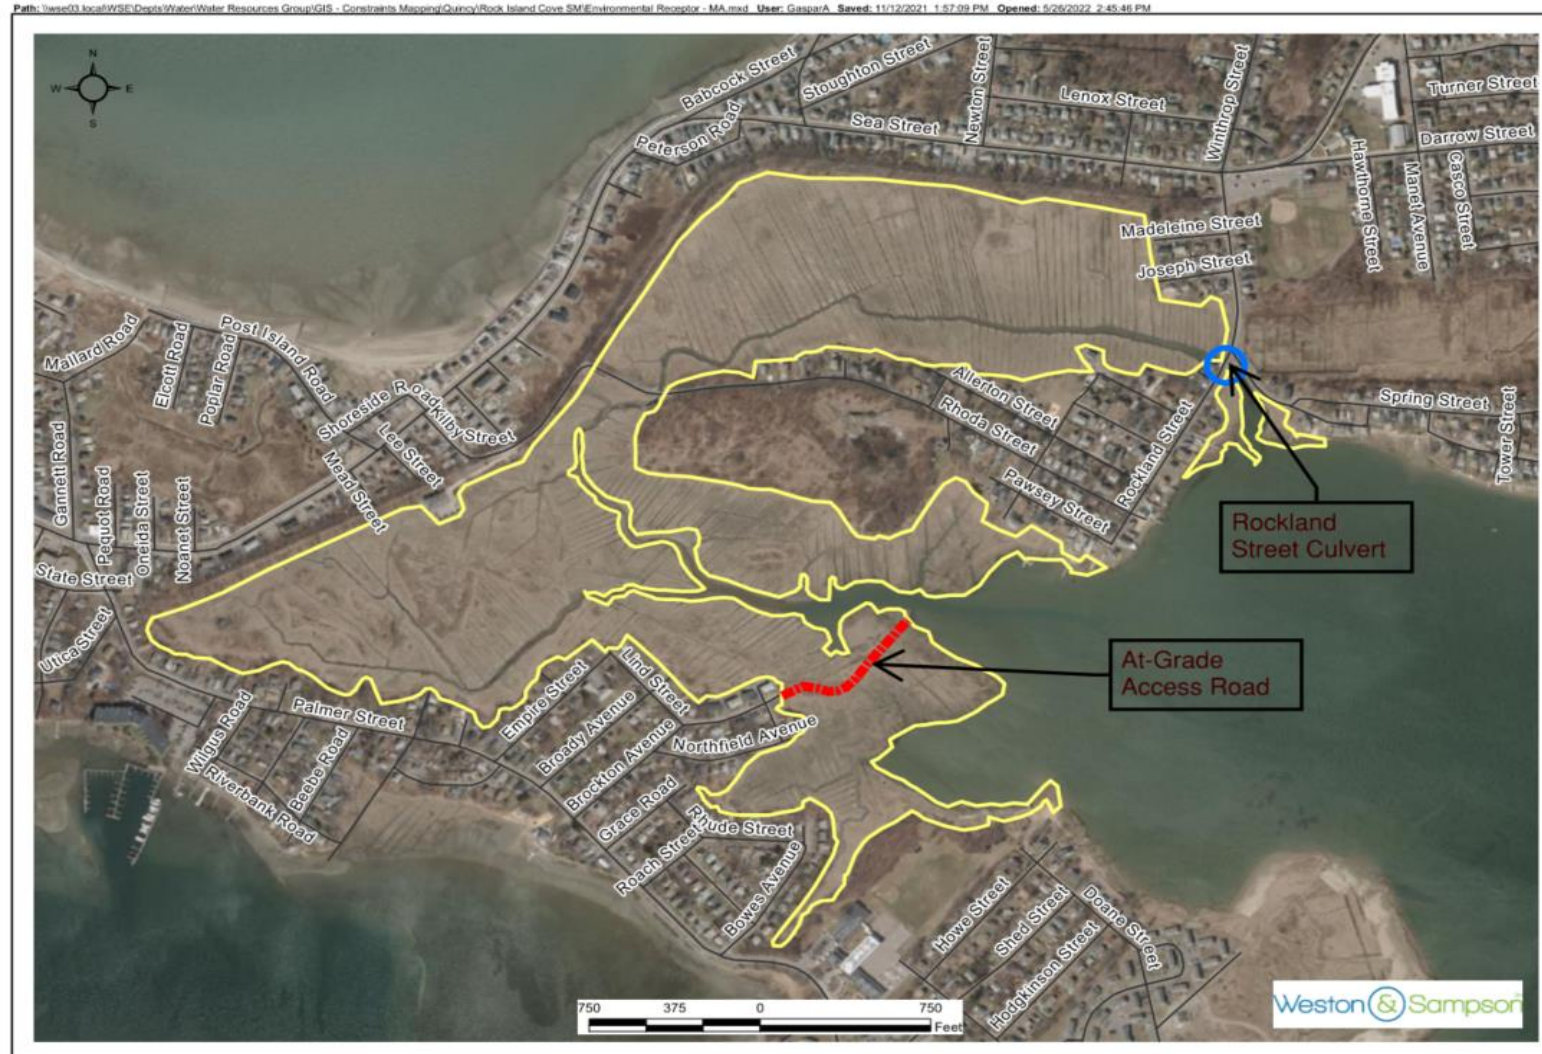 Path: \\wse03.local\WSE\Depts\Water\Water Resources Group\GIS - Constraints Mapping\Quincy\Rock Island Cove SM\Environmental Receptor - MA.mxd User: GasparA Saved: 11/12/2021 1:57:09 PM Opened: 5/26/2022 2:45:46 PM
N
W
E
S
Babcock Street
Stoughton Street
Newton Street
Lenox Street
Winthrop Street
Turner Street
Peterson Road
Sea Street
Darrow Street
Hawthorne Street
Manet Avenue
Casco Street
Madeleine Street
Joseph Street
Mallard Road
Elcott Road
Poplar Road
Post Island Road
Shoreside Road
Kilby Street
Lee Street
Mead Street
Allerton Street
Rhoda Street
Pawsey Street
Rockland Street
Spring Street
Tower Street
Gannett Road
Pequot Road
Oneida Street
Noanet Street
State Street
Utica Street
Rockland
Street Culvert
At-Grade
Access Road
Empire Street
Lind Street
Palmer Street
Wilgus Road
Beebe Road
Riverbank Road
Broady Avenue
Brockton Avenue
Northfield Avenue
Grace Road
Rhude Street
Roach Street
Bowes Avenue
Howe Street
Shed Street
Doane Street
Hodgkinson Street
750 375 0 750
Feet
Weston & Sampson